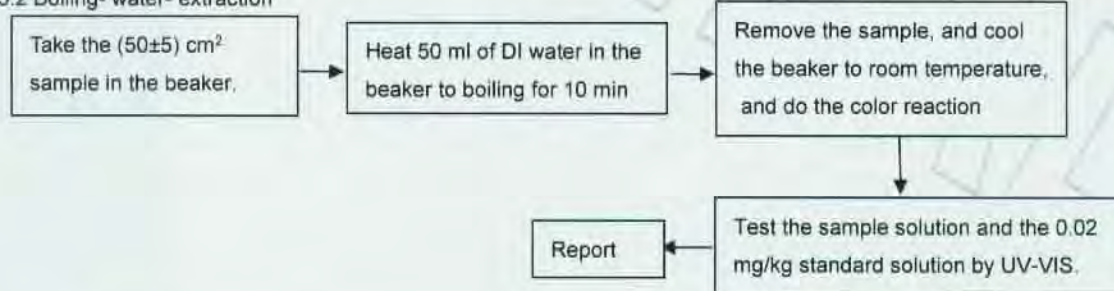 Boiling- water- extraction
Take the (50±5) cm²
sample in the beaker.
Heat 50 ml of DI water in the
beaker to boiling for 10 min
Remove the sample, and cool
the beaker to room temperature,
and do the color reaction
Test the sample solution and the 0.02
mg/kg standard solution by UV-VIS.
Report